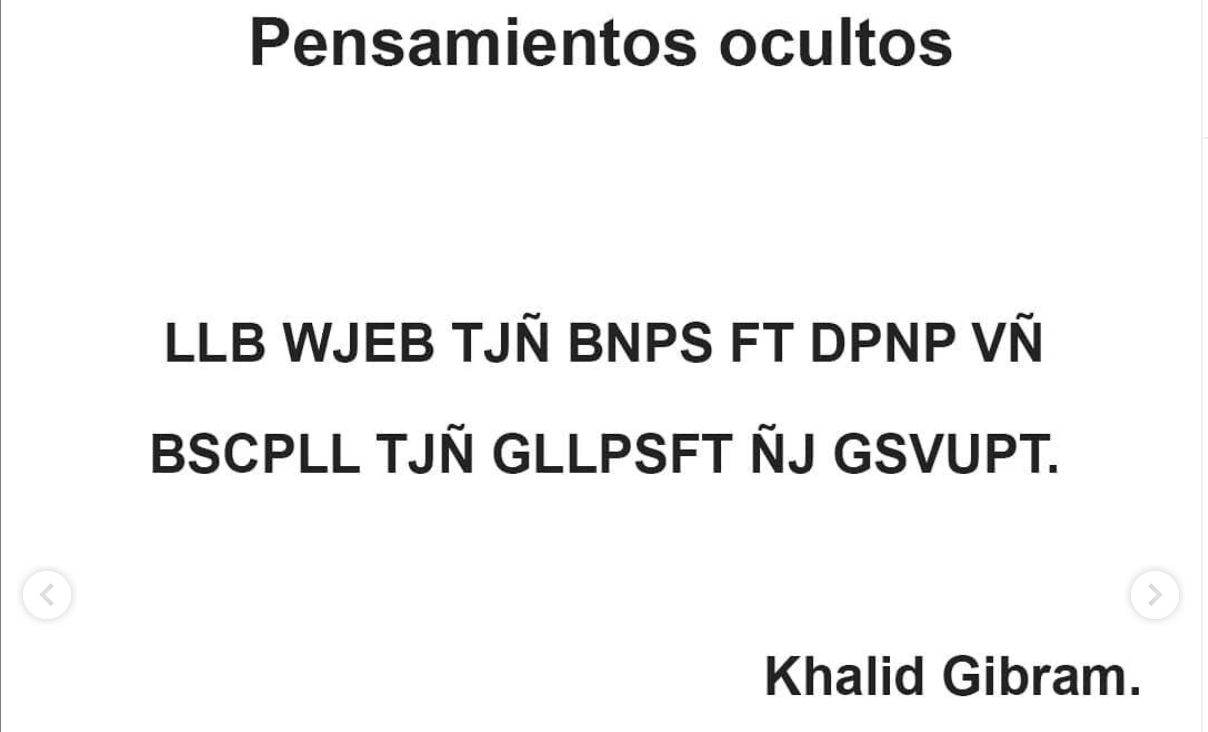 Pensamientos ocultos
LLB WJEB TJÑ BNPS FT DPNP VÑ
BSCPLL TJÑ GLLPSFT ÑJ GSVUPT.
Khalid Gibram.